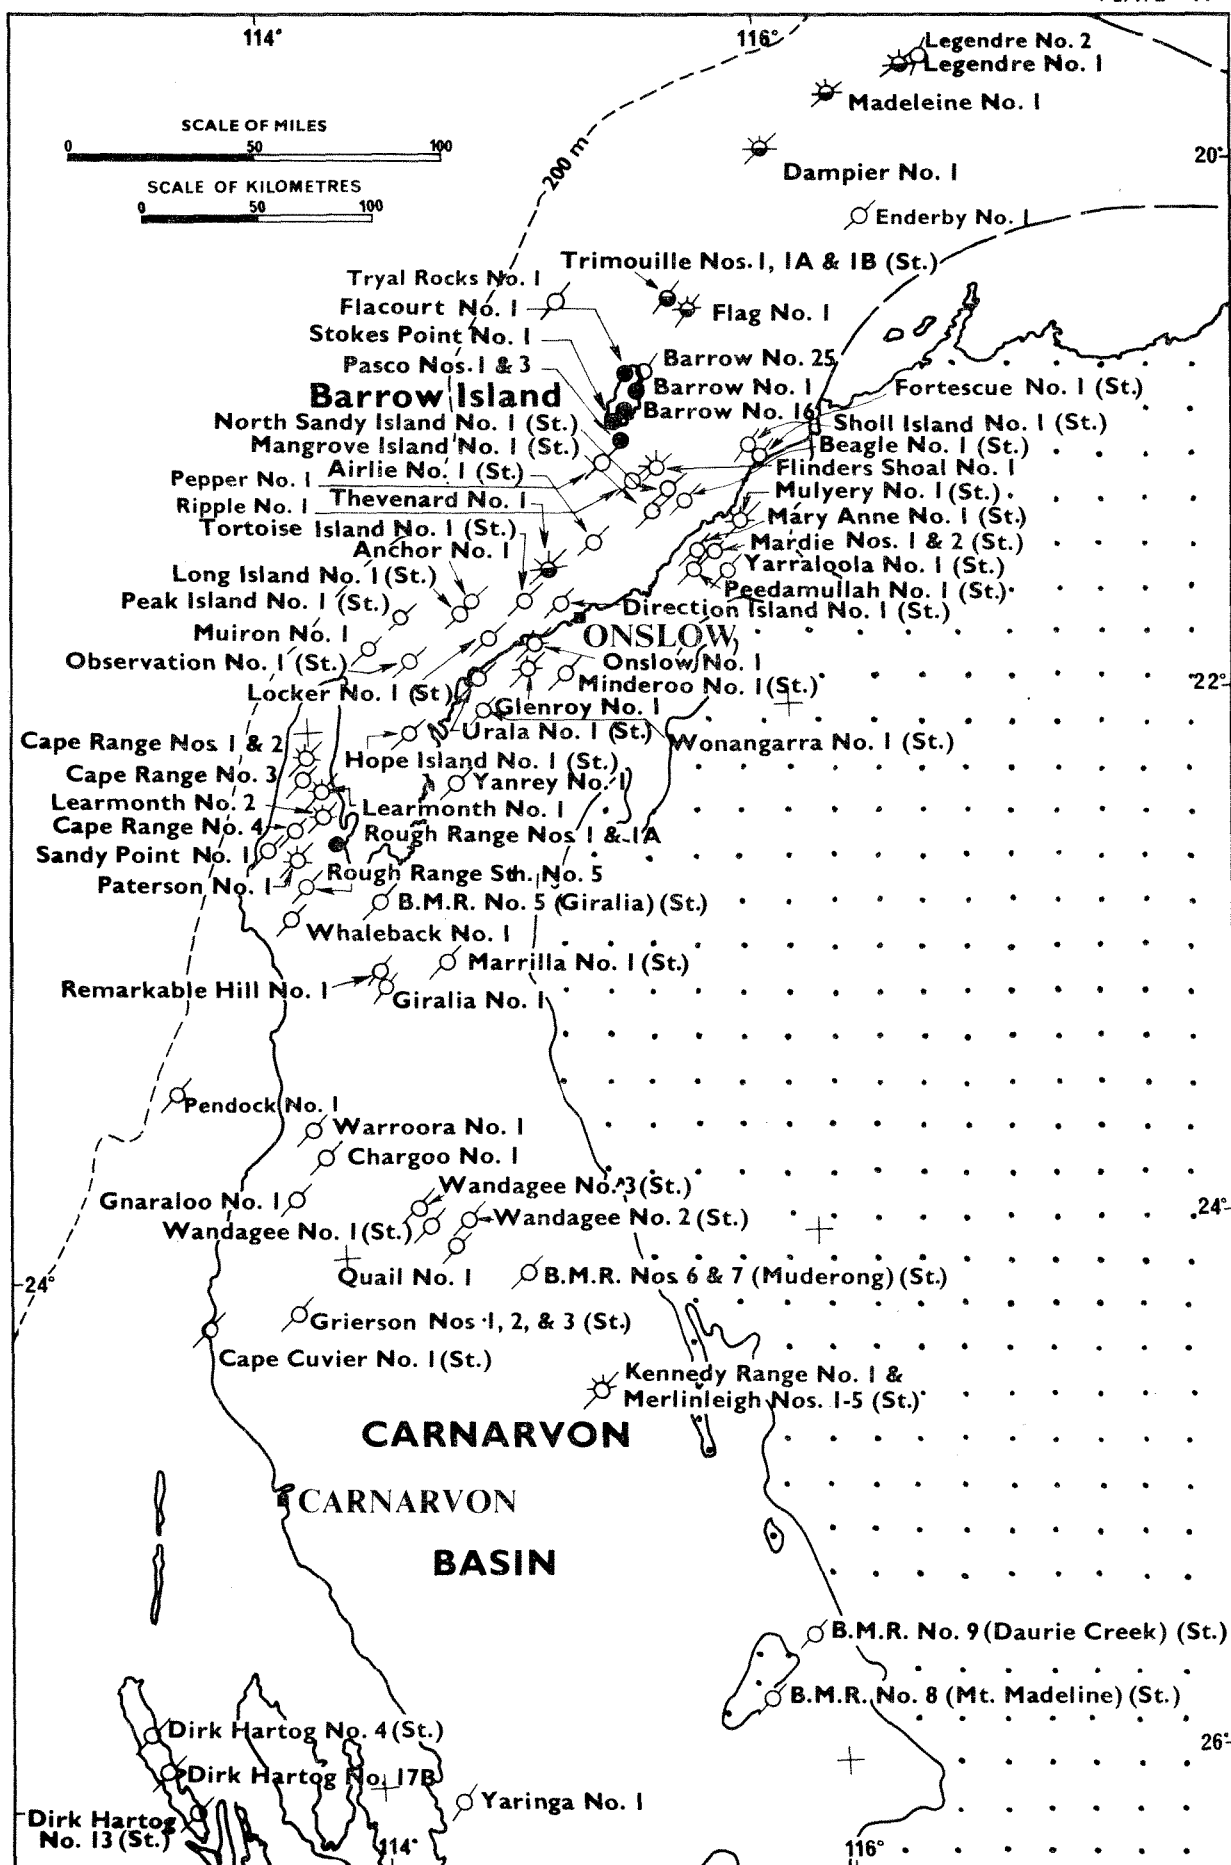 114°
116°
Legendre No. 2
Legendre No. 1
Madeleine No. 1
SCALE OF MILES
0 50 100
20°
SCALE OF KILOMETRES
0 50 100
200 m
Dampier No. 1
Enderby No. 1
Trimouille Nos. 1, 1A & 1B (St.)
Tryal Rocks No. 1
Flacourt No. 1
Flag No. 1
Stokes Point No. 1
Pasco Nos. 1 & 3
Barrow No. 25
Barrow Island
Barrow No. 1
Fortescue No. 1 (St.)
Barrow No. 16
North Sandy Island No. 1 (St.)
Sholl Island No. 1 (St.)
Mangrove Island No. 1 (St.)
Beagle No. 1 (St.)
Airlie No. 1 (St.)
Flinders Shoal No. 1
Pepper No. 1
Mulyery No. 1 (St.)
Ripple No. 1
Thevenard No. 1
Mary Anne No. 1 (St.)
Tortoise Island No. 1 (St.)
Mardie Nos. 1 & 2 (St.)
Anchor No. 1
Yarraloola No. 1 (St.)
Long Island No. 1 (St.)
Peedamullah No. 1 (St.)
Peak Island No. 1 (St.)
Direction Island No. 1 (St.)
Muiron No. 1
ONSLOW
Observation No. 1 (St.)
Onslow No. 1
Minderoo No. 1 (St.)
22°
Locker No. 1 (St)
Glenroy No. 1
Urala No. 1 (St.)
Wonangarra No. 1 (St.)
Cape Range Nos 1 & 2
Hope Island No. 1 (St.)
Cape Range No. 3
Yanrey No. 1
Learmonth No. 2
Learmonth No. 1
Cape Range No. 4
Rough Range Nos 1 & 1A
Sandy Point No. 1
Rough Range Sth. No. 5
Paterson No. 1
B.M.R. No. 5 (Giralia) (St.)
Whaleback No. 1
Marrilla No. 1 (St.)
Remarkable Hill No. 1
Giralia No. 1
Pendock No. 1
Warroora No. 1
Chargoo No. 1
Wandagee No. 3 (St.)
Gnaraloo No. 1
Wandagee No. 2 (St.)
24°
Wandagee No. 1 (St.)
Quail No. 1
B.M.R. Nos 6 & 7 (Muderong) (St.)
24°
Grierson Nos 1, 2, & 3 (St.)
Cape Cuvier No. 1 (St.)
Kennedy Range No. 1 &
Merlinleigh Nos. 1-5 (St.)
CARNARVON
CARNARVON
BASIN
B.M.R. No. 9 (Daurie Creek) (St.)
B.M.R. No. 8 (Mt. Madeline) (St.)
Dirk Hartog No. 4 (St.)
26°
Dirk Hartog No. 17B
Yaringa No. 1
Dirk Hartog
No. 13 (St.)
114°
116°